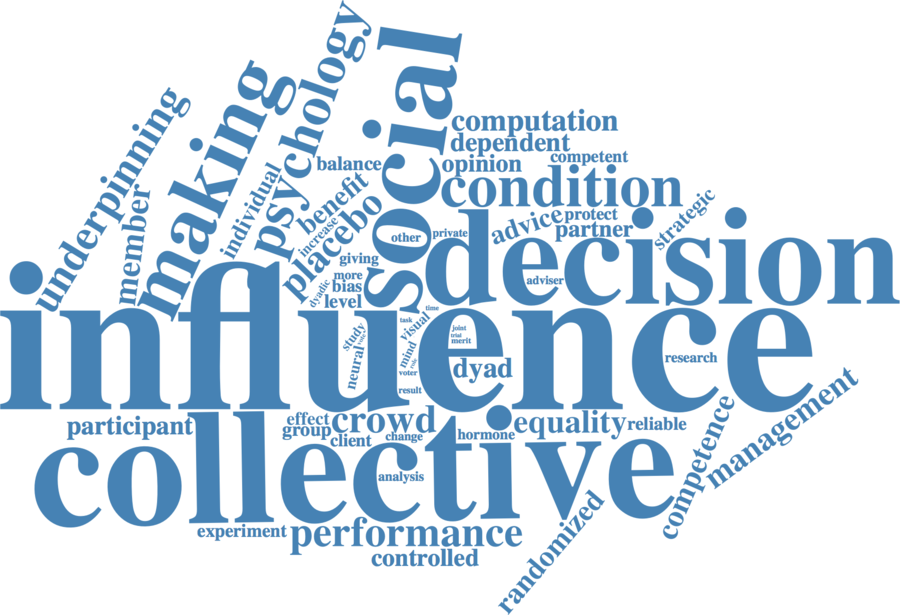 psychology
social
making
underpinning
computation
dependent
balance
opinion
competent
condition
member
individual
benefit
increase
placebo
other
private
advice
protect
partner
strategic
decision
giving
more
bias
dyadic
level
adviser
influence
time
task
visual
joint
trial
merit
study
vote
neural
mind
role
voter
dyad
research
result
management
participant
effect
group
crowd
client
change
hormone
equality
reliable
competence
collective
analysis
experiment
performance
controlled
randomized